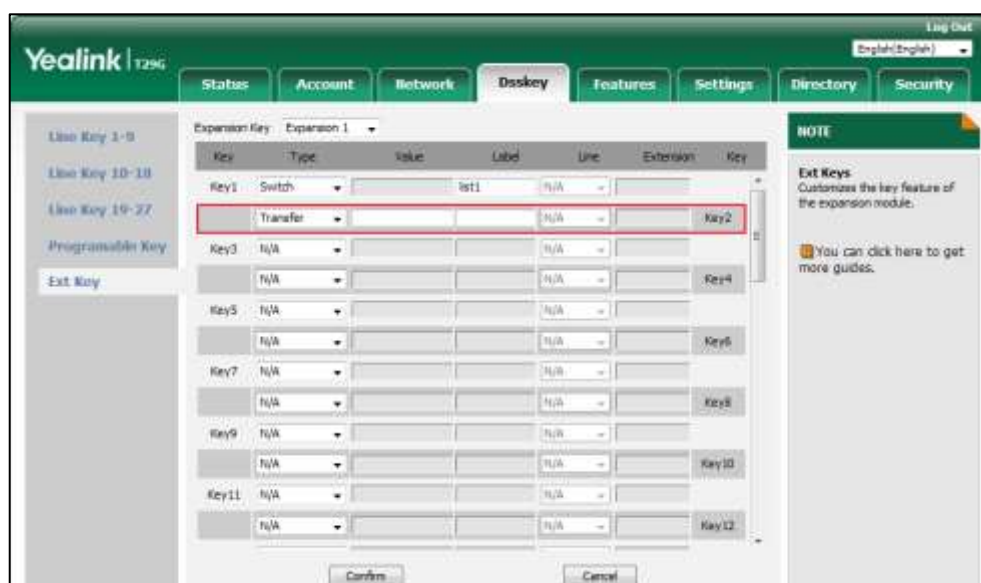 Log Out
Yealink T29G
English(English)
Status Account Network Dsskey Features Settings Directory Security
Line Key 1-9
Line Key 10-18
Line Key 19-27
Programable Key
Ext Key
Expansion Key Expansion 1
Key Type Value Label Line Extension Key
Key1 Switch list1 N/A
Transfer N/A Key2
Key3 N/A N/A
N/A N/A Key4
Key5 N/A N/A
N/A N/A Key6
Key7 N/A N/A
N/A N/A Key8
Key9 N/A N/A
N/A N/A Key10
Key11 N/A N/A
N/A N/A Key12
Confirm Cancel
NOTE
Ext Keys
Customizes the key feature of
the expansion module.
You can click here to get
more guides.